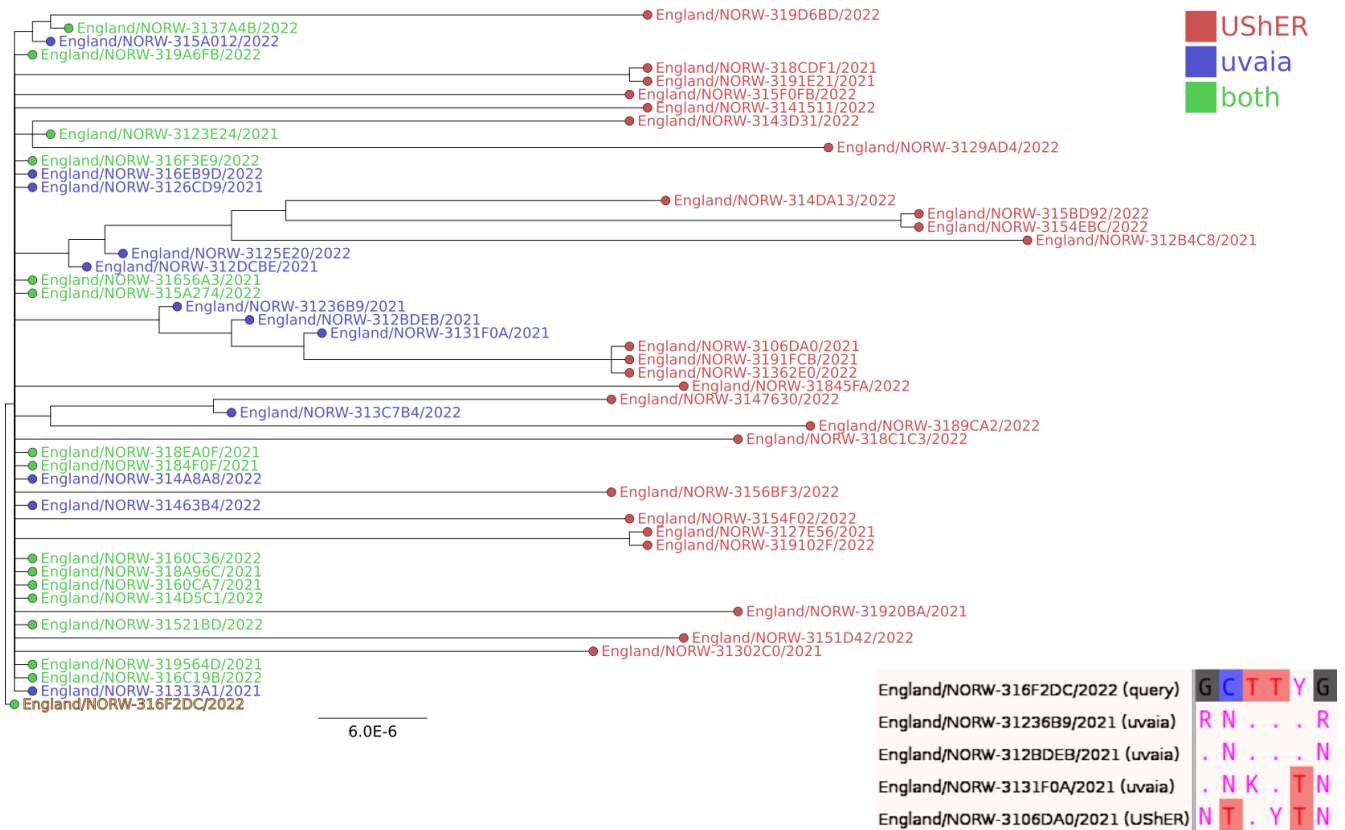 England/NORW-319D6BD/2022
England/NORW-3137A4B/2022
England/NORW-315A012/2022
England/NORW-319A6FB/2022
England/NORW-318CDF1/2021
England/NORW-3191E21/2021
England/NORW-315F0FB/2022
England/NORW-3141511/2022
England/NORW-3143D31/2022
England/NORW-3123E24/2021
England/NORW-3129AD4/2022
England/NORW-316F3E9/2022
England/NORW-316EB9D/2022
England/NORW-3126CD9/2021
England/NORW-314DA13/2022
England/NORW-315BD92/2022
England/NORW-3154EBC/2022
England/NORW-312B4C8/2021
England/NORW-3125E20/2022
England/NORW-312DCBE/2021
England/NORW-31656A3/2021
England/NORW-315A274/2022
England/NORW-31236B9/2021
England/NORW-312BDEB/2021
England/NORW-3131F0A/2021
England/NORW-3106DA0/2021
England/NORW-3191FCB/2021
England/NORW-31362E0/2022
England/NORW-31845FA/2022
England/NORW-3147630/2022
England/NORW-313C7B4/2022
England/NORW-3189CA2/2022
England/NORW-318C1C3/2022
England/NORW-318EA0F/2021
England/NORW-3184F0F/2021
England/NORW-314A8A8/2022
England/NORW-3156BF3/2022
England/NORW-31463B4/2022
England/NORW-3154F02/2022
England/NORW-3127E56/2021
England/NORW-319102F/2022
England/NORW-3160C36/2022
England/NORW-318A96C/2021
England/NORW-3160CA7/2021
England/NORW-314D5C1/2022
England/NORW-31920BA/2021
England/NORW-31521BD/2022
England/NORW-3151D42/2022
England/NORW-31302C0/2021
England/NORW-319564D/2021
England/NORW-316C19B/2022
England/NORW-31313A1/2021
England/NORW-316F2DC/2022
6.0E-6
UShER
uvaia
both
England/NORW-316F2DC/2022 (query) G C T T Y G
England/NORW-31236B9/2021 (uvaia) R N . . . R
England/NORW-312BDEB/2021 (uvaia) . N . . . N
England/NORW-3131F0A/2021 (uvaia) . N K . T N
England/NORW-3106DA0/2021 (UShER) N T . Y T N